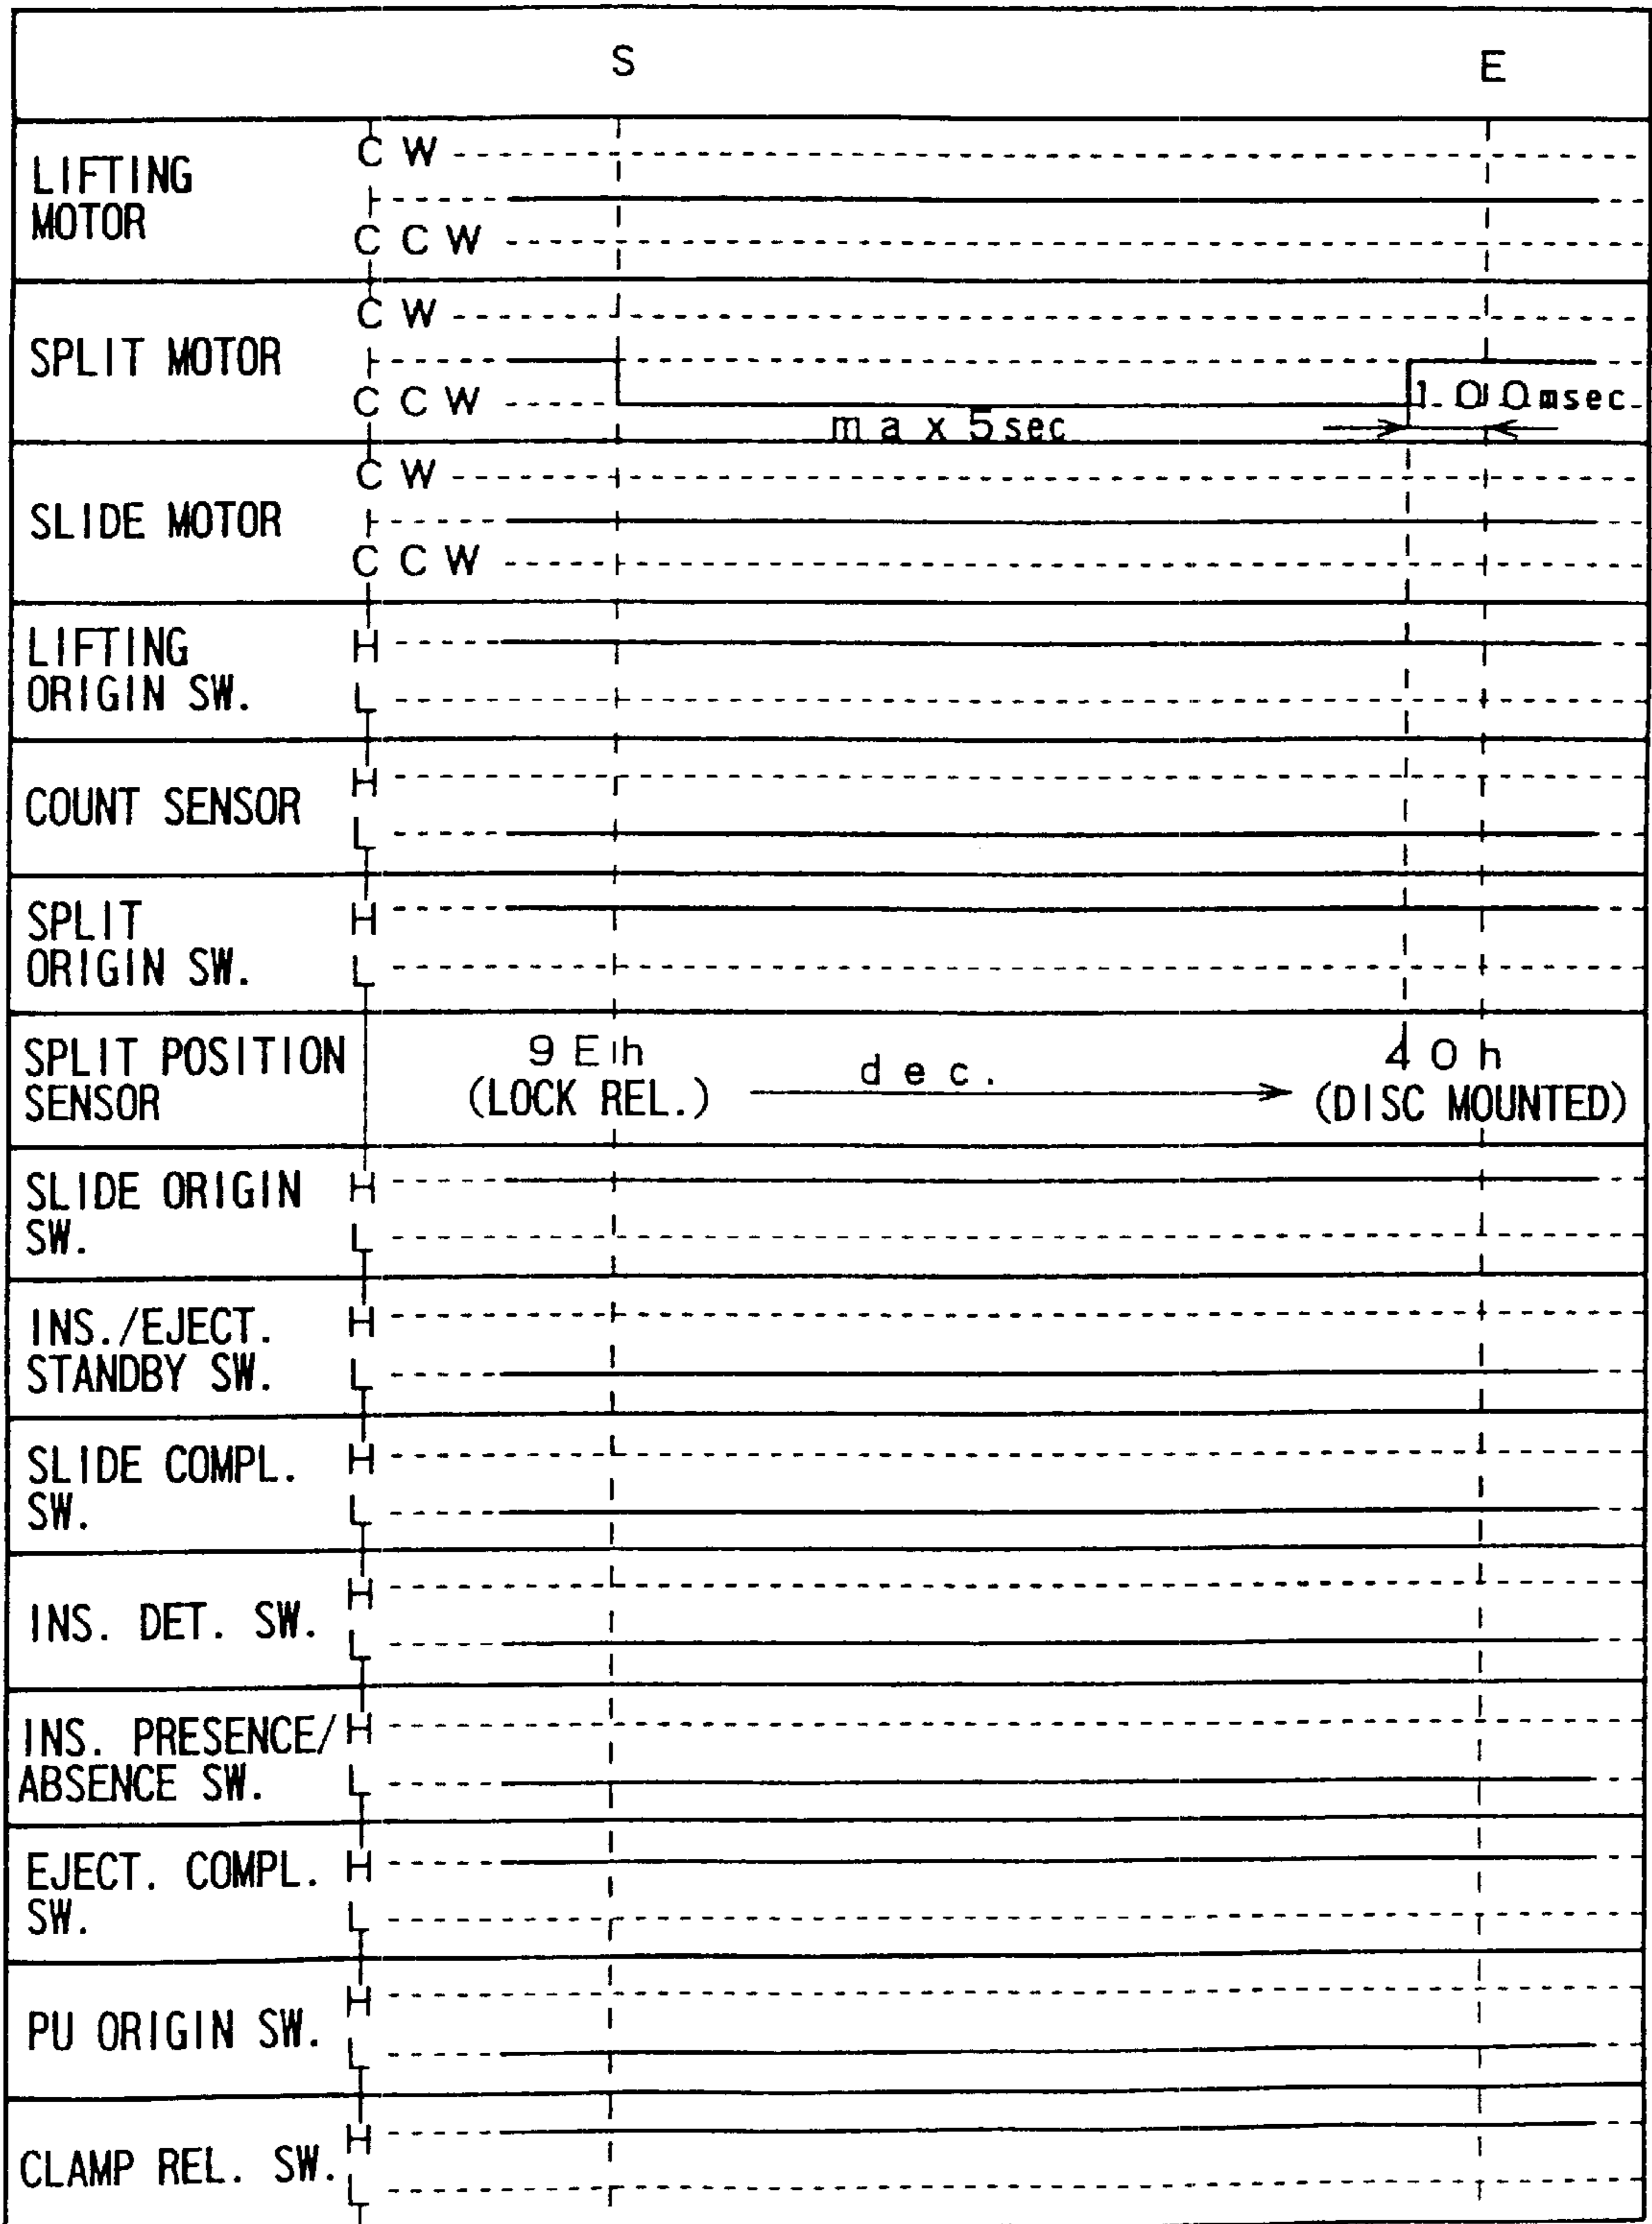 S E
LIFTING
MOTOR
CW
CCW
SPLIT MOTOR
CW
CCW
max 5sec
100msec
SLIDE MOTOR
CW
CCW
LIFTING
ORIGIN SW.
H
L
COUNT SENSOR
H
L
SPLIT
ORIGIN SW.
H
L
SPLIT POSITION
SENSOR
9Eh
(LOCK REL.)
dec.
40h
(DISC MOUNTED)
SLIDE ORIGIN
SW.
H
L
INS./EJECT.
STANDBY SW.
H
L
SLIDE COMPL.
SW.
H
L
INS. DET. SW.
H
L
INS. PRESENCE/
ABSENCE SW.
H
L
EJECT. COMPL.
SW.
H
L
PU ORIGIN SW.
H
L
CLAMP REL. SW.
H
L